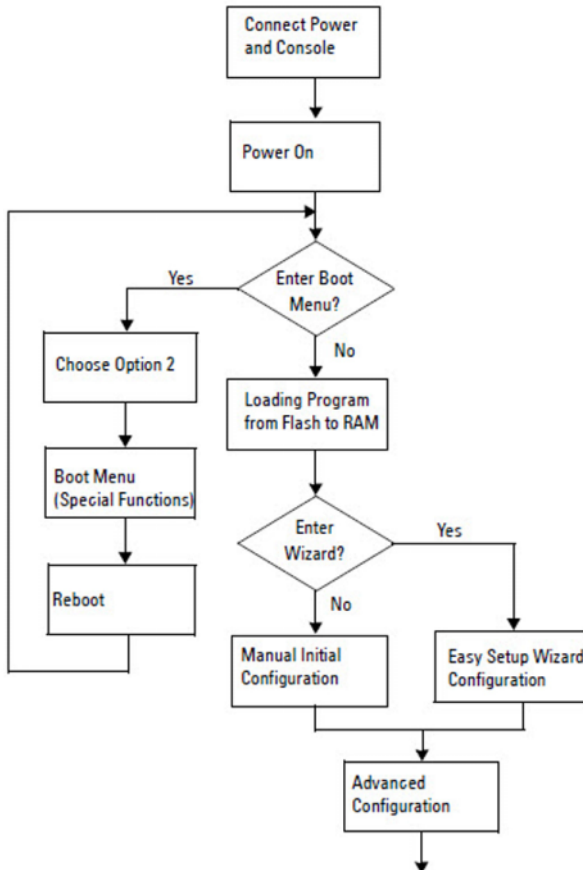 Connect Power
and Console
Power On
Enter Boot
Menu?
Yes
No
Choose Option 2
Loading Program
from Flash to RAM
Boot Menu
(Special Functions)
Enter
Wizard?
Yes
No
Reboot
Manual Initial
Configuration
Easy Setup Wizard
Configuration
Advanced
Configuration